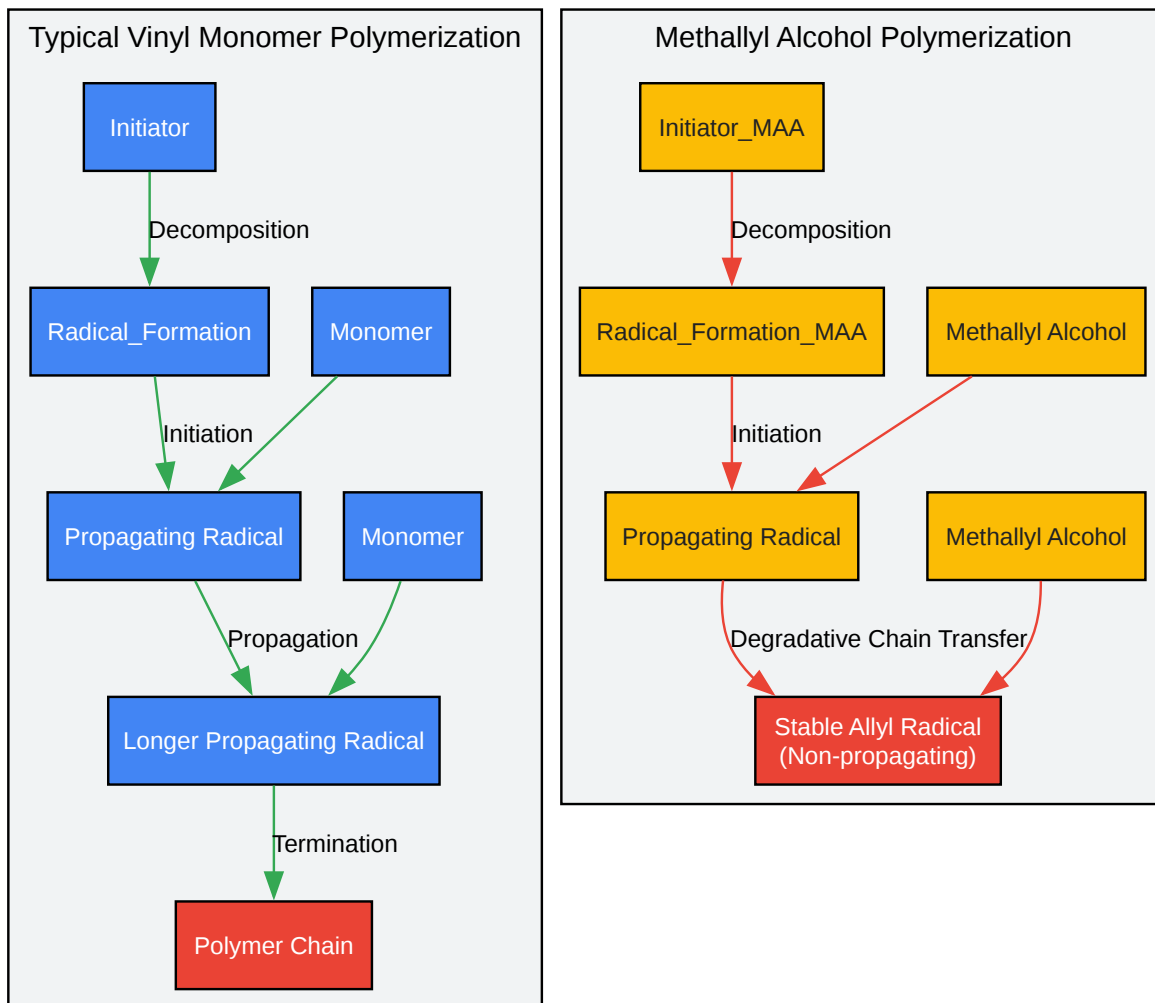 Typical Vinyl Monomer Polymerization
Initiator
Decomposition
Radical_Formation
Monomer
Initiation
Propagating Radical
Monomer
Propagation
Longer Propagating Radical
Termination
Polymer Chain
Methallyl Alcohol Polymerization
Initiator_MAA
Decomposition
Radical_Formation_MAA
Methallyl Alcohol
Initiation
Propagating Radical
Methallyl Alcohol
Degradative Chain Transfer
Stable Allyl Radical
(Non-propagating)